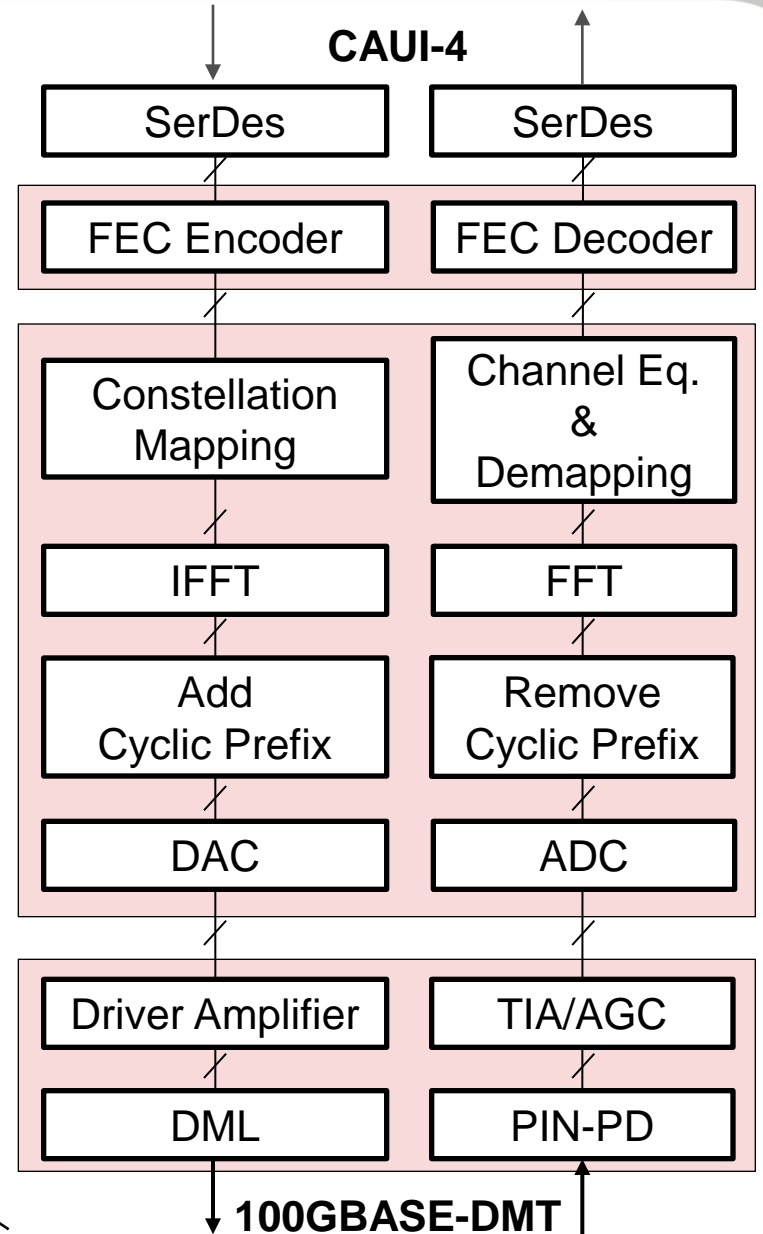 CAUI-4
SerDes
SerDes
FEC Encoder
FEC Decoder
Constellation
Mapping
Channel Eq.
&
Demapping
IFFT
FFT
Add
Cyclic Prefix
Remove
Cyclic Prefix
DAC
ADC
Driver Amplifier
TIA/AGC
DML
PIN-PD
100GBASE-DMT